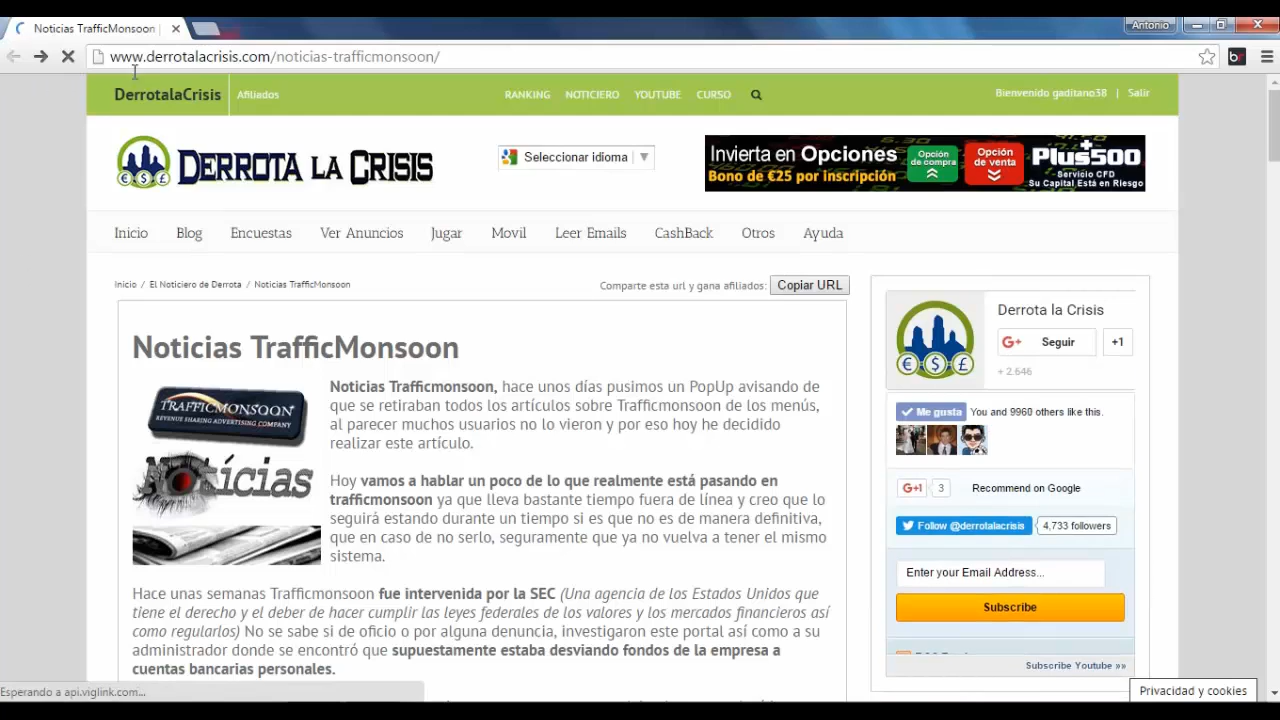 Noticias TrafficMonsoon
Antonio
www.derrotalacrisis.com/noticias-trafficmonsoon/
DerrotalaCrisis
Afiliados
RANKING NOTICIERO YOUTUBE CURSO
Bienvenido gaditano38 | Salir
DERROTA LA CRISIS
€ $ £
Seleccionar idioma
Invierta en Opciones
Bono de €25 por inscripción
Opción de compra
Opción de venta
Plus500
Servicio CFD
Su Capital Está en Riesgo
Inicio Blog Encuestas Ver Anuncios Jugar Movil Leer Emails CashBack Otros Ayuda
Inicio / El Noticiero de Derrota / Noticias TrafficMonsoon
Comparte esta url y gana afiliados: Copiar URL
Noticias TrafficMonsoon
TRAFFICMONSOON
REVENUE SHARING ADVERTISING COMPANY
Noticias
Noticias Trafficmonsoon, hace unos días pusimos un PopUp avisando de
que se retiraban todos los artículos sobre Trafficmonsoon de los menús,
al parecer muchos usuarios no lo vieron y por eso hoy he decidido
realizar este artículo.
Hoy vamos a hablar un poco de lo que realmente está pasando en
trafficmonsoon ya que lleva bastante tiempo fuera de línea y creo que lo
seguirá estando durante un tiempo si es que no es de manera definitiva,
que en caso de no serlo, seguramente que ya no vuelva a tener el mismo
sistema.
Hace unas semanas Trafficmonsoon fue intervenida por la SEC (Una agencia de los Estados Unidos que
tiene el derecho y el deber de hacer cumplir las leyes federales de los valores y los mercados financieros así
como regularlos) No se sabe si de oficio o por alguna denuncia, investigaron este portal así como a su
administrador donde se encontró que supuestamente estaba desviando fondos de la empresa a
cuentas bancarias personales.
Derrota la Crisis
€ $ £
G+ Seguir +1
+ 2.646
Me gusta You and 9960 others like this.
G+1 3 Recommend on Google
Follow @derrotalacrisis 4,733 followers
Enter your Email Address...
Subscribe
Subscribe Youtube »»
Esperando a api.viglink.com...
Privacidad y cookies